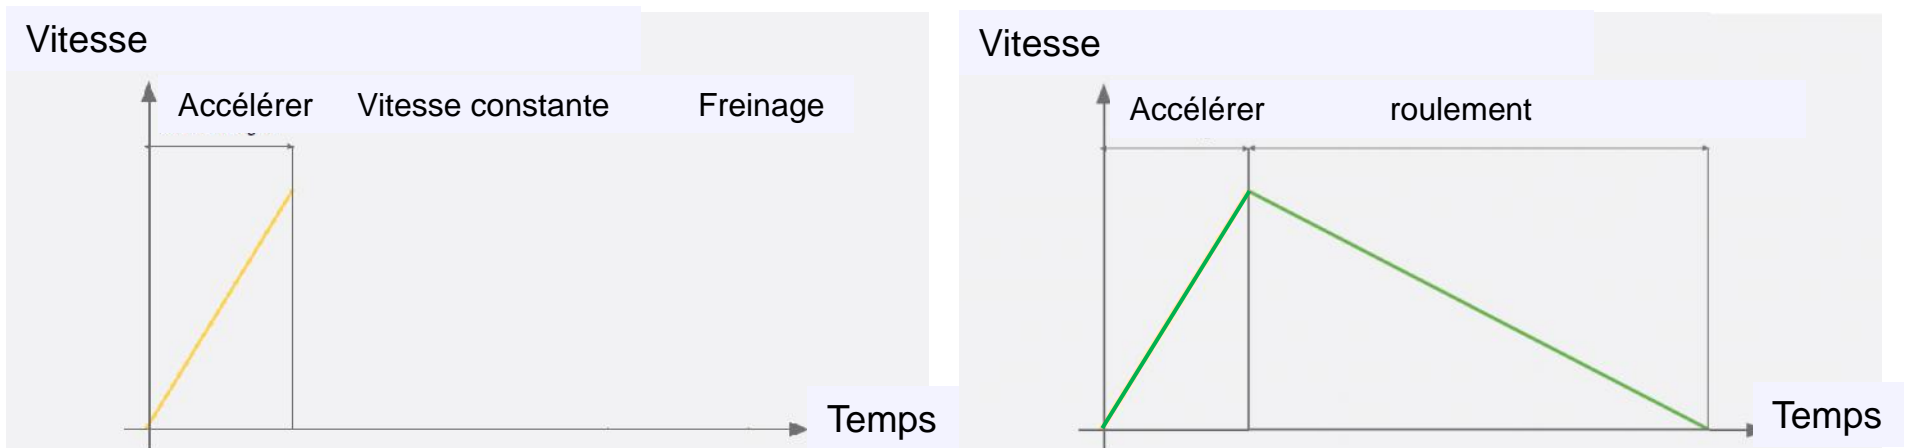 Vitesse
Accélérer Vitesse constante Freinage
Temps
Vitesse
Accélérer roulement
Temps